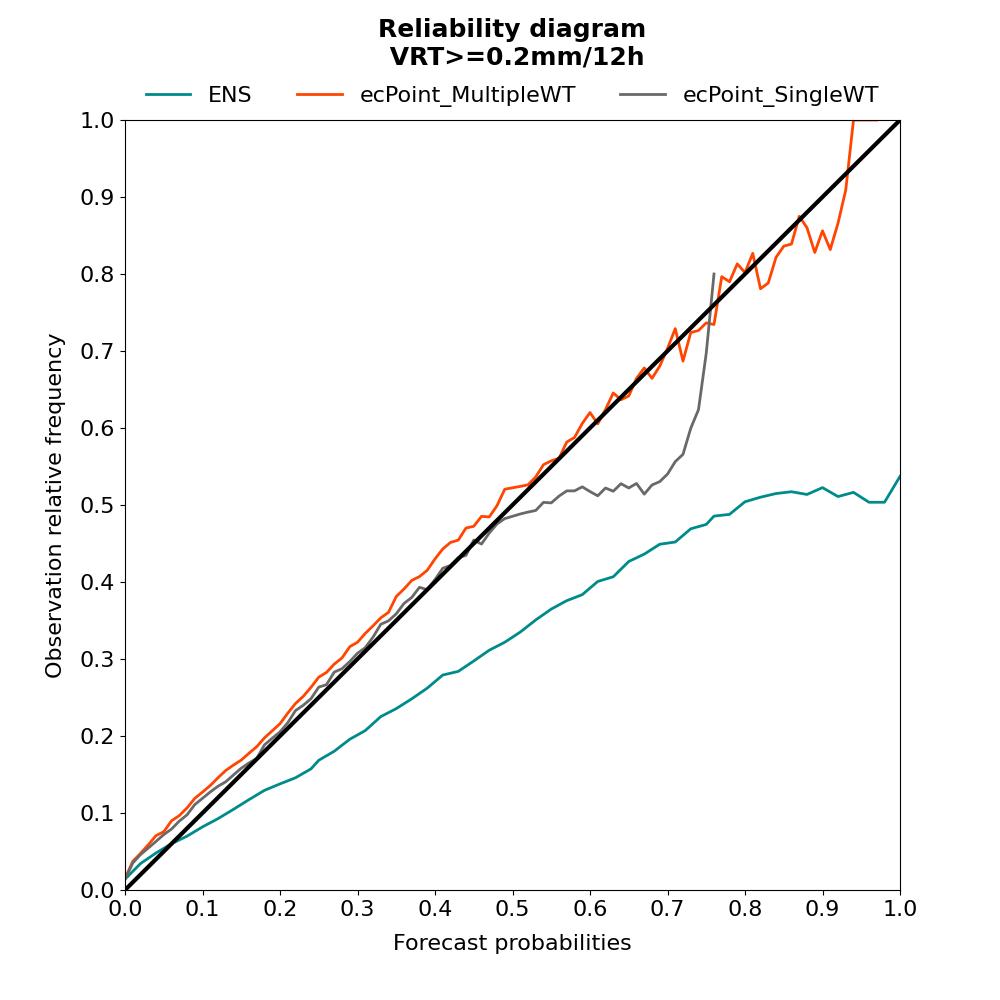 Reliability diagram
VRT>=0.2mm/12h
ENS ecPoint_MultipleWT ecPoint_SingleWT
1.0
0.9
0.8
0.7
0.6
0.5
0.4
0.3
0.2
0.1
0.0
Observation relative frequency
0.0 0.1 0.2 0.3 0.4 0.5 0.6 0.7 0.8 0.9 1.0
Forecast probabilities